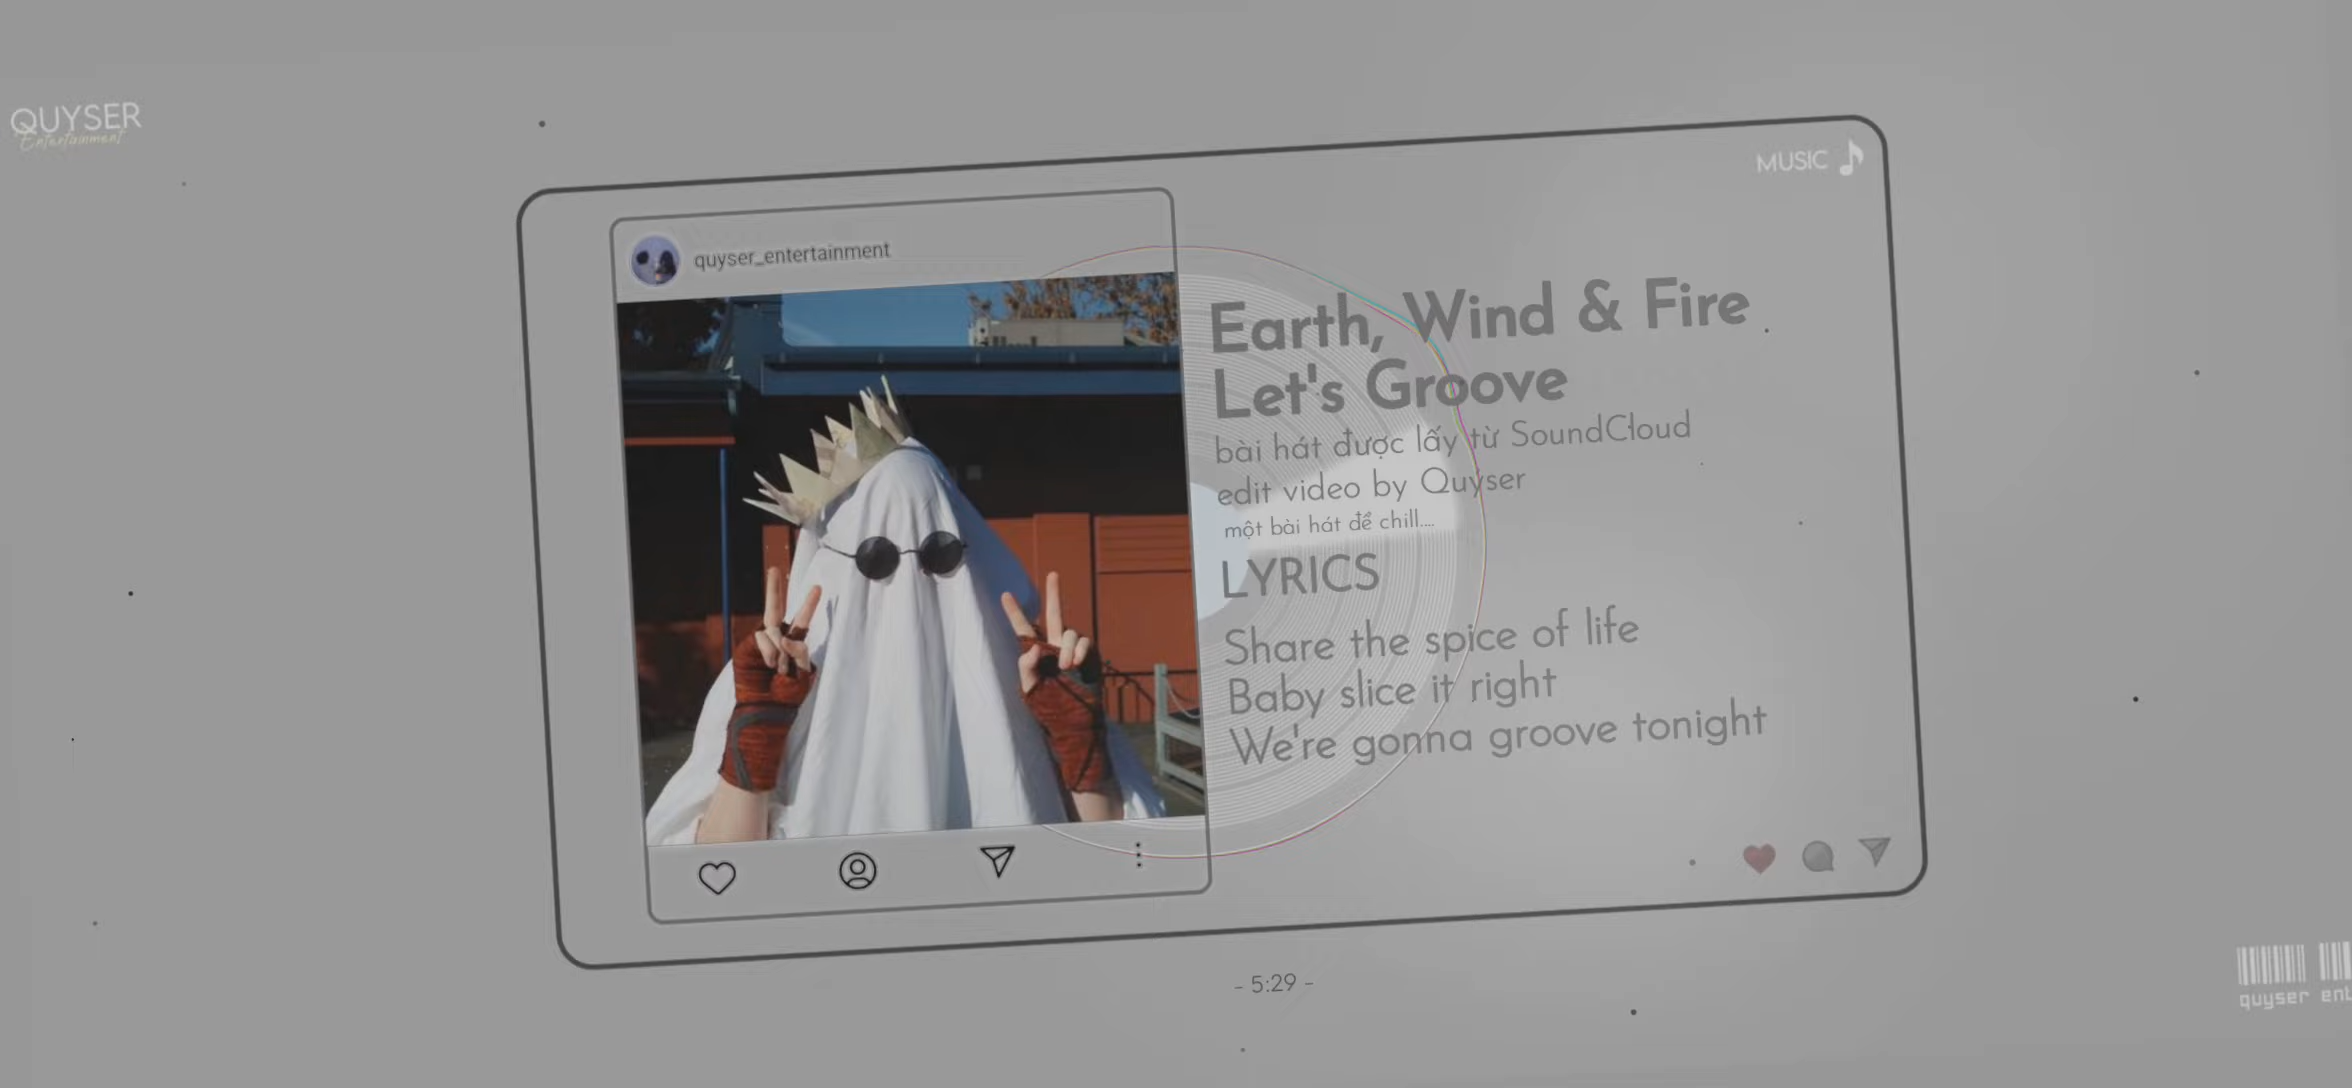 QUYSER
Entertainment
MUSIC
quyser_entertainment
Earth, Wind & Fire
Let's Groove
bài hát được lấy từ SoundCloud
edit video by Quyser
một bài hát để chill....
LYRICS
Share the spice of life
Baby slice it right
We're gonna groove tonight
- 5:29 -
quyser ent